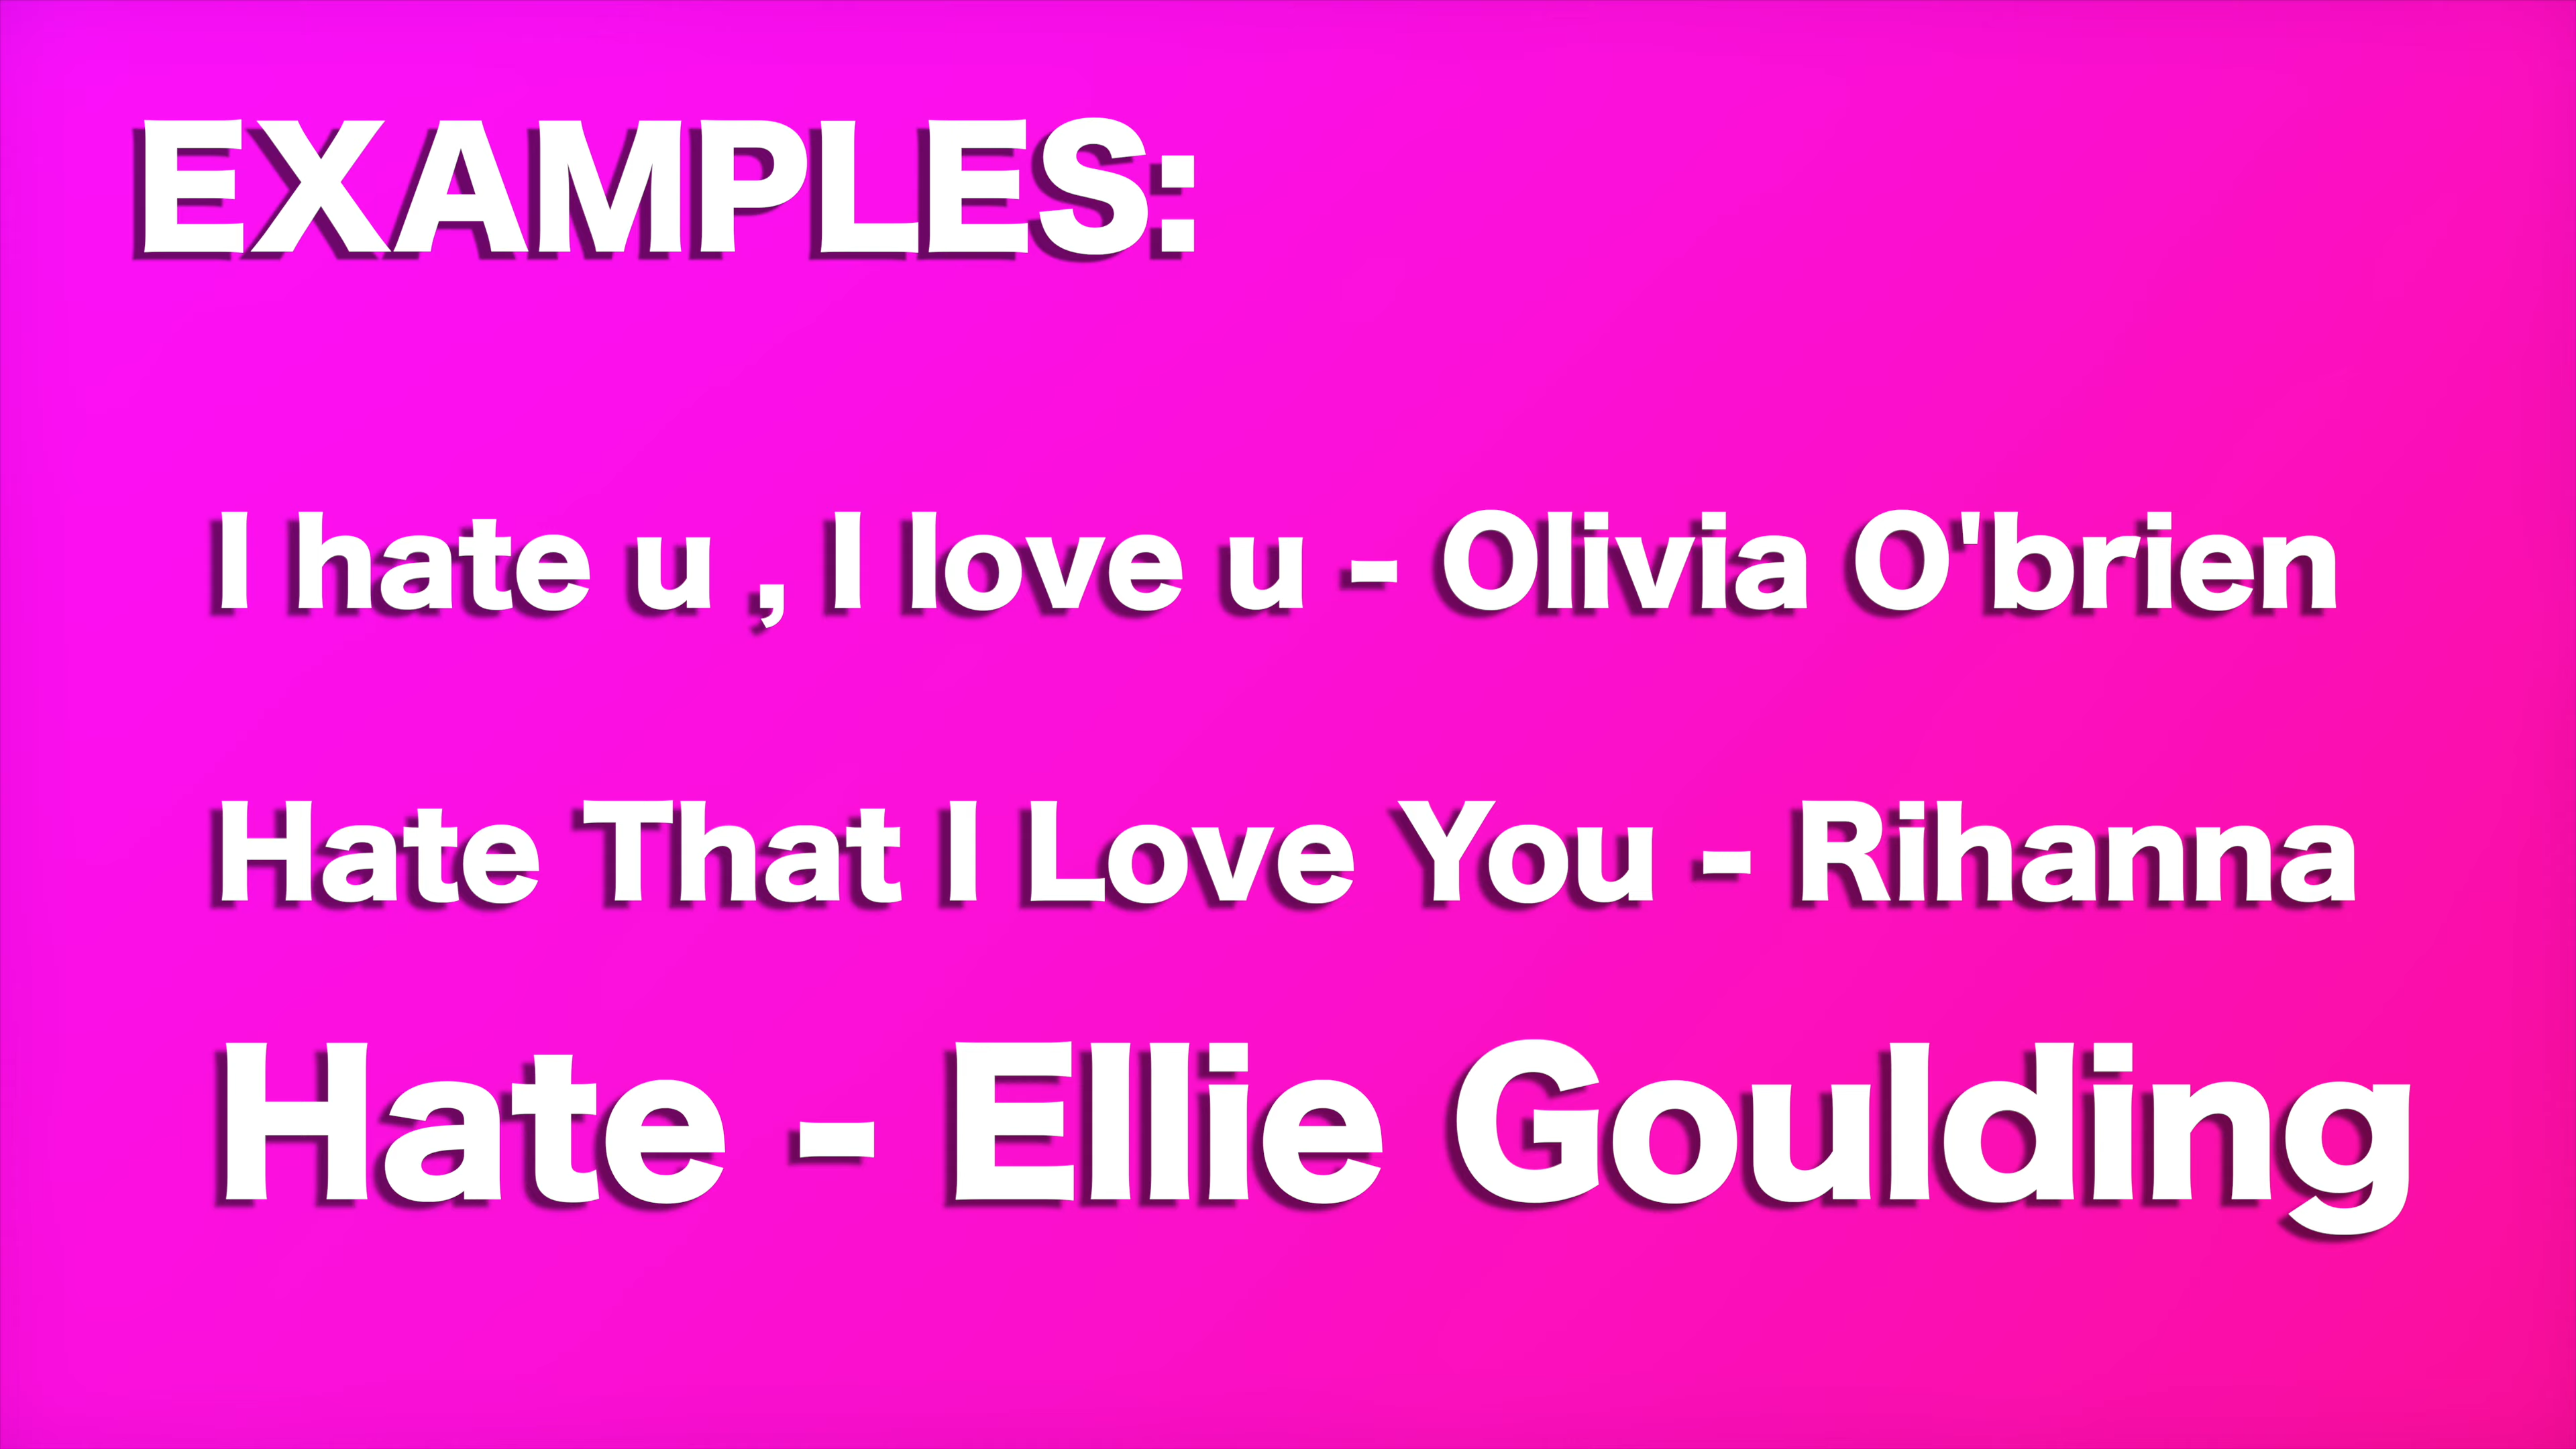 EXAMPLES:
I hate u , I love u - Olivia O'brien
Hate That I Love You - Rihanna
Hate - Ellie Goulding